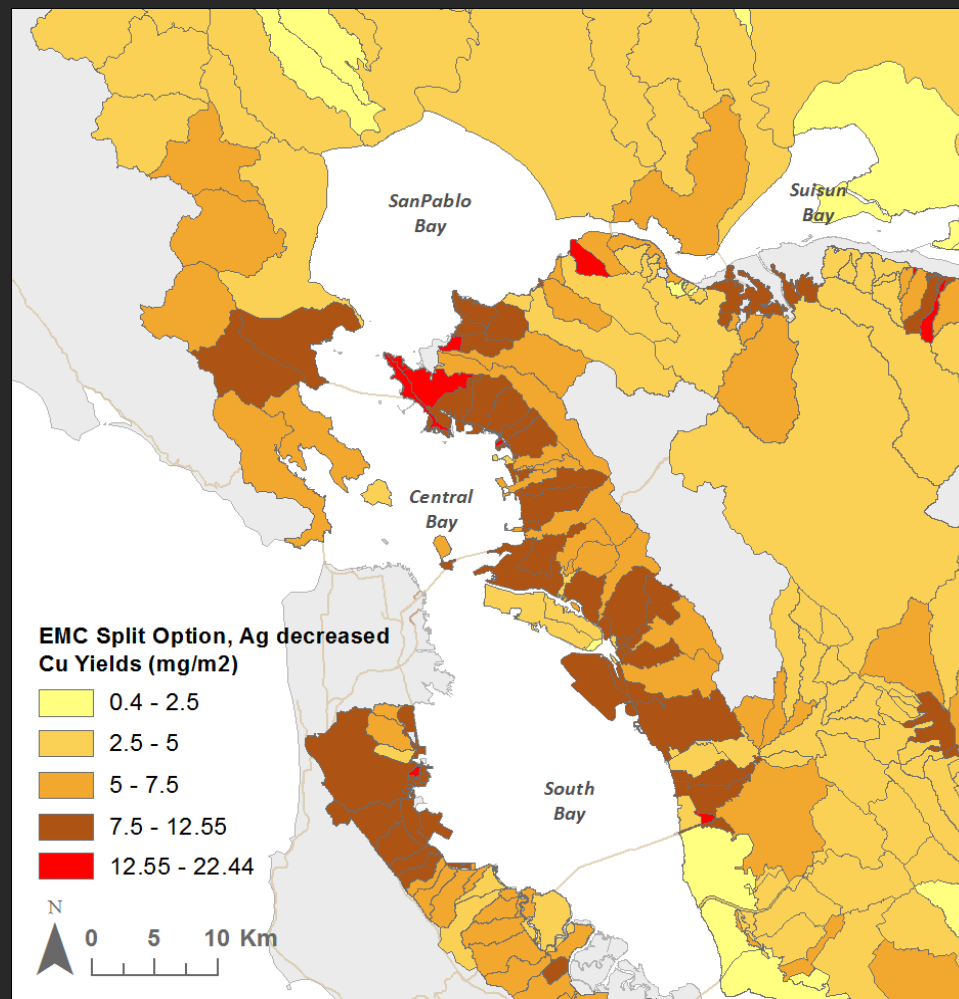 SanPablo
Bay
Suisun
Bay
Central
Bay
EMC Split Option, Ag decreased
Cu Yields (mg/m2)
0.4 - 2.5
2.5 - 5
5 - 7.5
7.5 - 12.55
12.55 - 22.44
South
Bay
N
0 5 10 Km